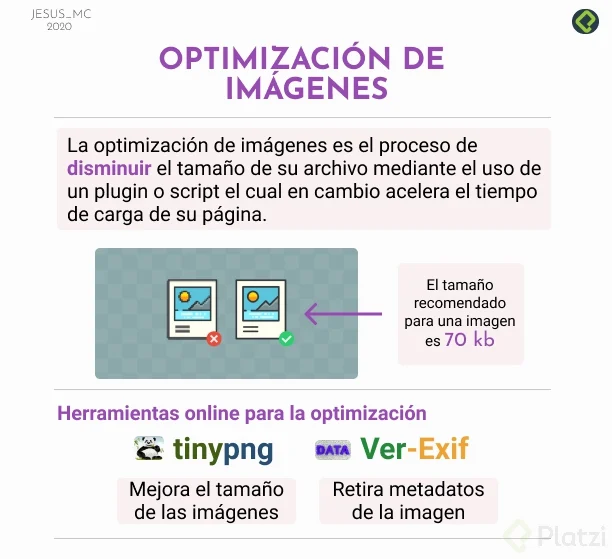 JESUS_MC
2020
OPTIMIZACIÓN DE
IMÁGENES
La optimización de imágenes es el proceso de
disminuir el tamaño de su archivo mediante el uso de
un plugin o script el cual en cambio acelera el tiempo
de carga de su página.
El tamaño
recomendado
para una imagen
es 70 kb
Herramientas online para la optimización
tinypng
DATA Ver-Exif
Mejora el tamaño
de las imágenes
Retira metadatos
de la imagen
Platzi